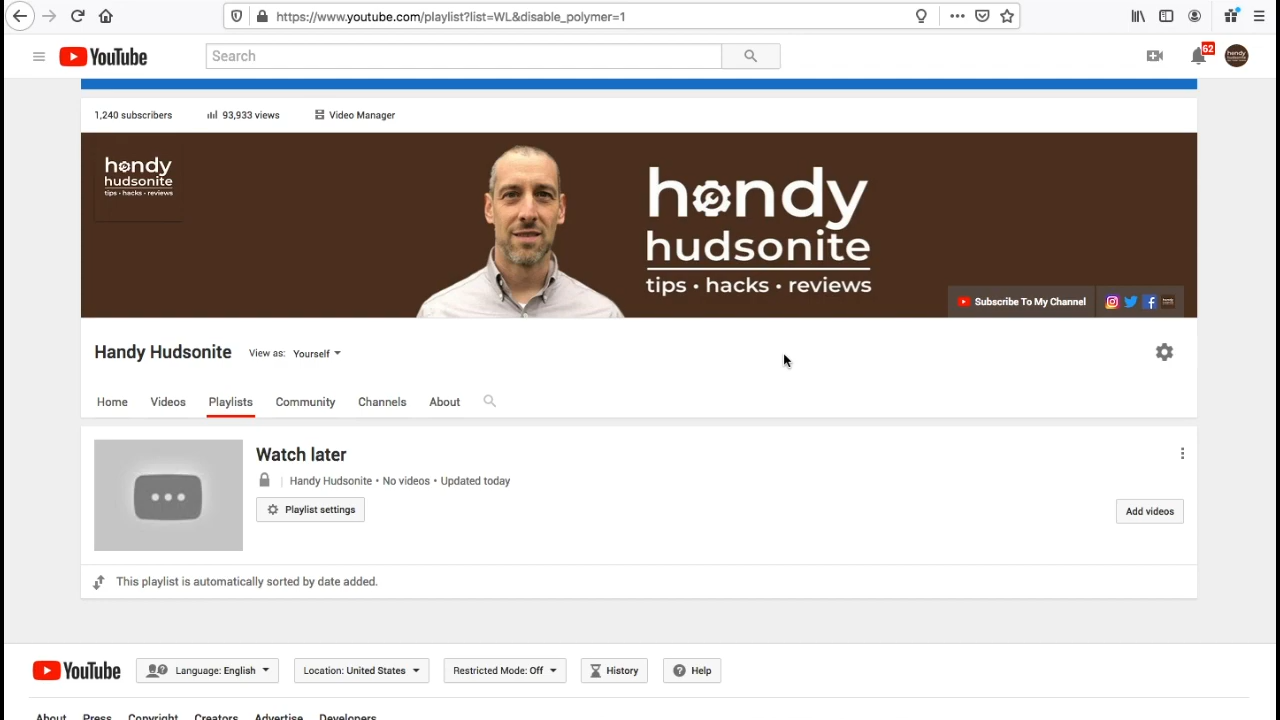 https://www.youtube.com/playlist?list=WL&disable_polymer=1
YouTube
Search
62
1,240 subscribers
93,933 views
Video Manager
handy
hudsonite
tips • hacks • reviews
handy
hudsonite
tips • hacks • reviews
Subscribe To My Channel
Handy Hudsonite
View as: Yourself
Home Videos Playlists Community Channels About
Watch later
Handy Hudsonite • No videos • Updated today
Playlist settings
Add videos
This playlist is automatically sorted by date added.
YouTube
Language: English
Location: United States
Restricted Mode: Off
History
Help
About Press Copyright Creators Advertise Developers